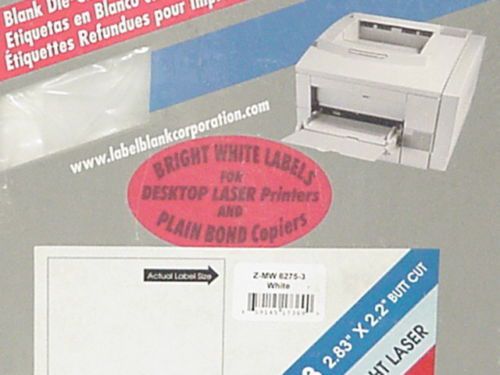 Blank Die-
Etiquetas en Blanco
Étiquettes Refundues pour
www.labelblankcorporation.com
BRIGHT WHITE LABELS
FOR
DESKTOP LASER Printers
AND
PLAIN BOND Copiers
Actual Label Size
Z-MW 6275-3
White
2.83" X 2.2" BUTT CUT
HT LASER